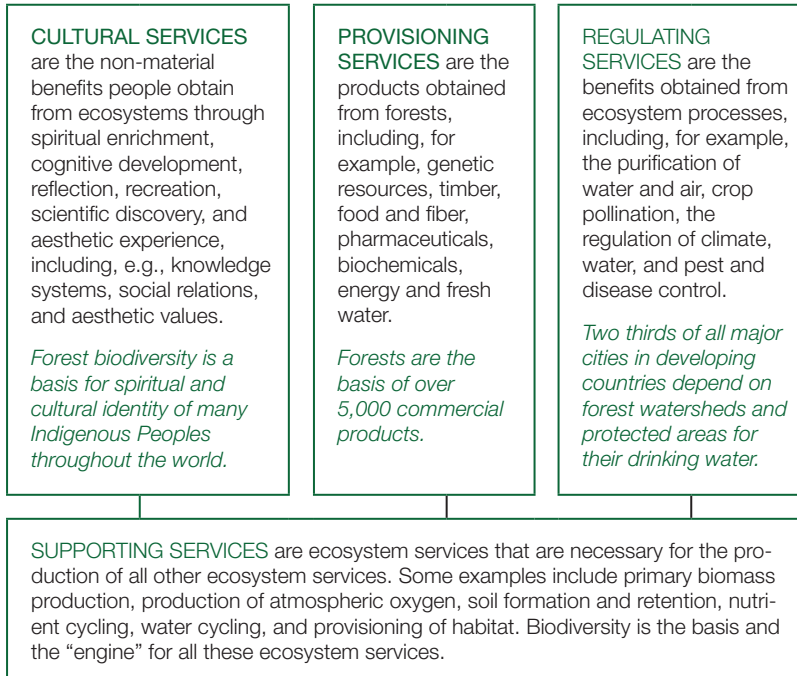 CULTURAL SERVICES
are the non-material
benefits people obtain
from ecosystems through
spiritual enrichment,
cognitive development,
reflection, recreation,
scientific discovery, and
aesthetic experience,
including, e.g., knowledge
systems, social relations,
and aesthetic values.
Forest biodiversity is a
basis for spiritual and
cultural identity of many
Indigenous Peoples
throughout the world.
PROVISIONING
SERVICES are the
products obtained
from forests,
including, for
example, genetic
resources, timber,
food and fiber,
pharmaceuticals,
biochemicals,
energy and fresh
water.
Forests are the
basis of over
5,000 commercial
products.
REGULATING
SERVICES are the
benefits obtained from
ecosystem processes,
including, for example,
the purification of
water and air, crop
pollination, the
regulation of climate,
water, and pest and
disease control.
Two thirds of all major
cities in developing
countries depend on
forest watersheds and
protected areas for
their drinking water.
SUPPORTING SERVICES are ecosystem services that are necessary for the pro-
duction of all other ecosystem services. Some examples include primary biomass
production, production of atmospheric oxygen, soil formation and retention, nutri-
ent cycling, water cycling, and provisioning of habitat. Biodiversity is the basis and
the “engine” for all these ecosystem services.